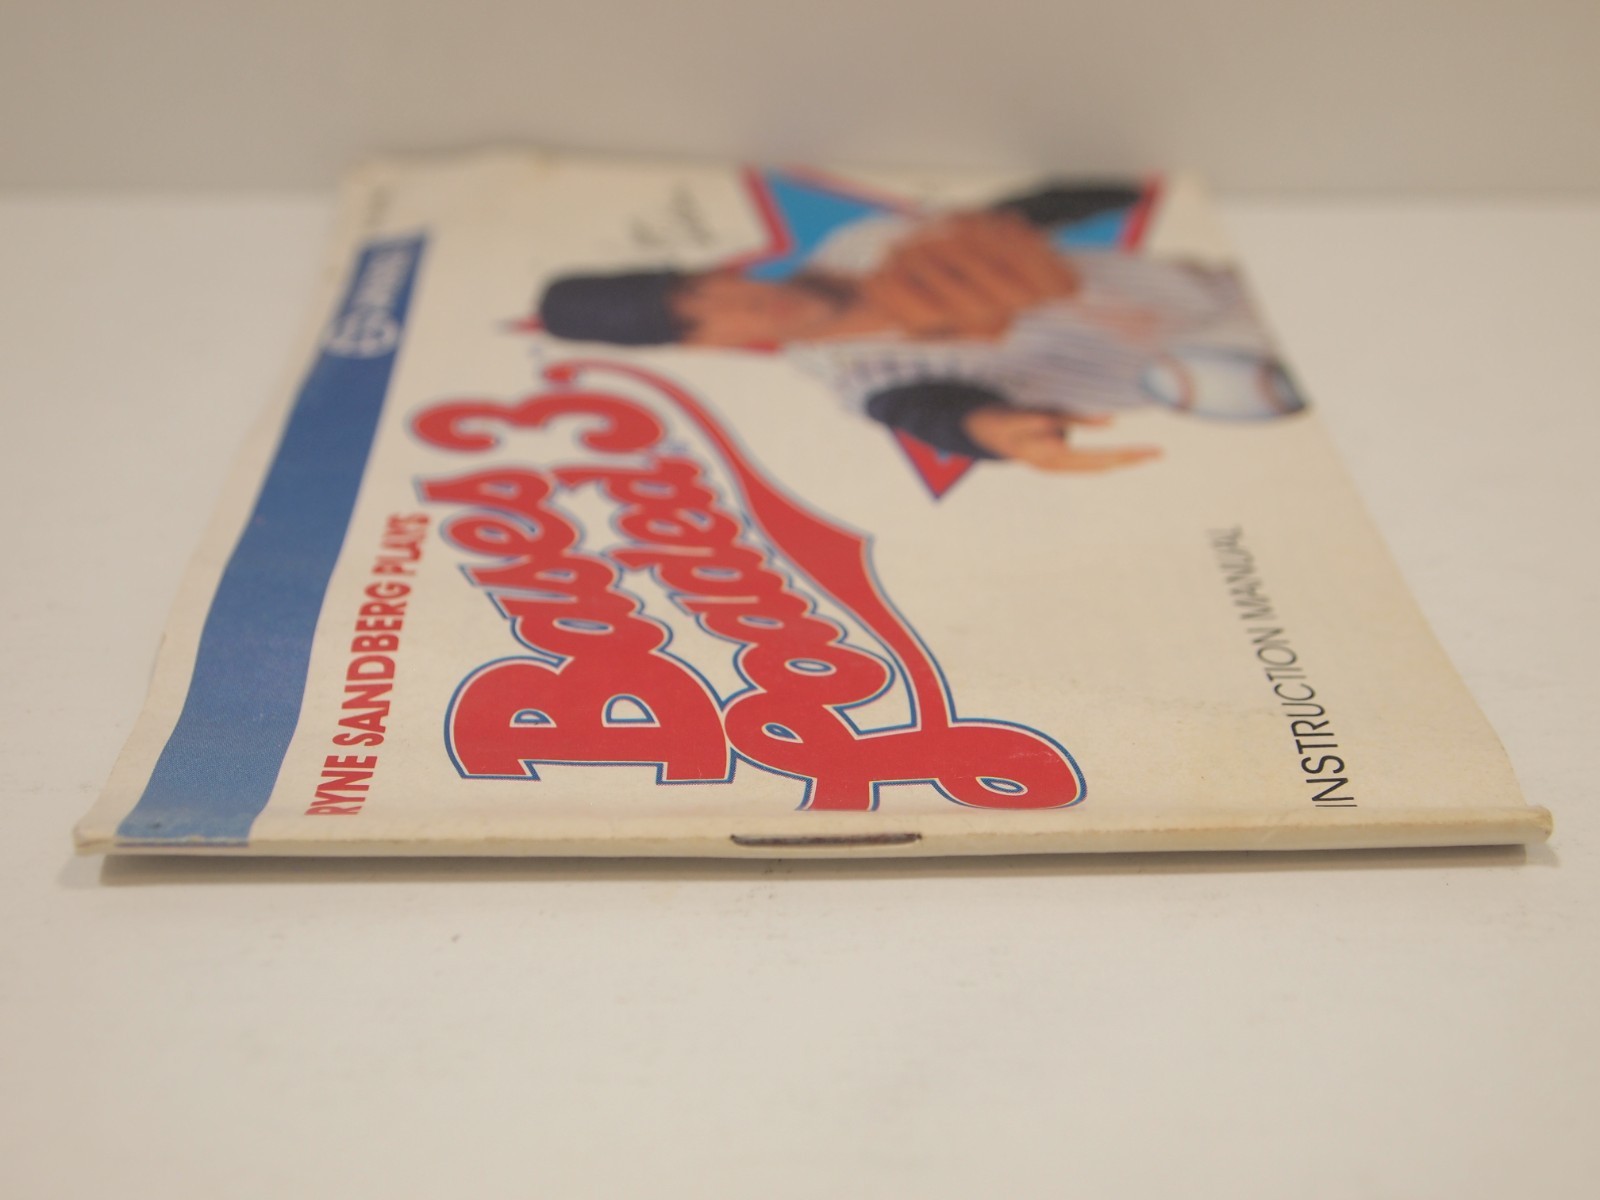 RYNE SANDBERG PLAYS
Bases
Loaded 3
INSTRUCTION MANUAL